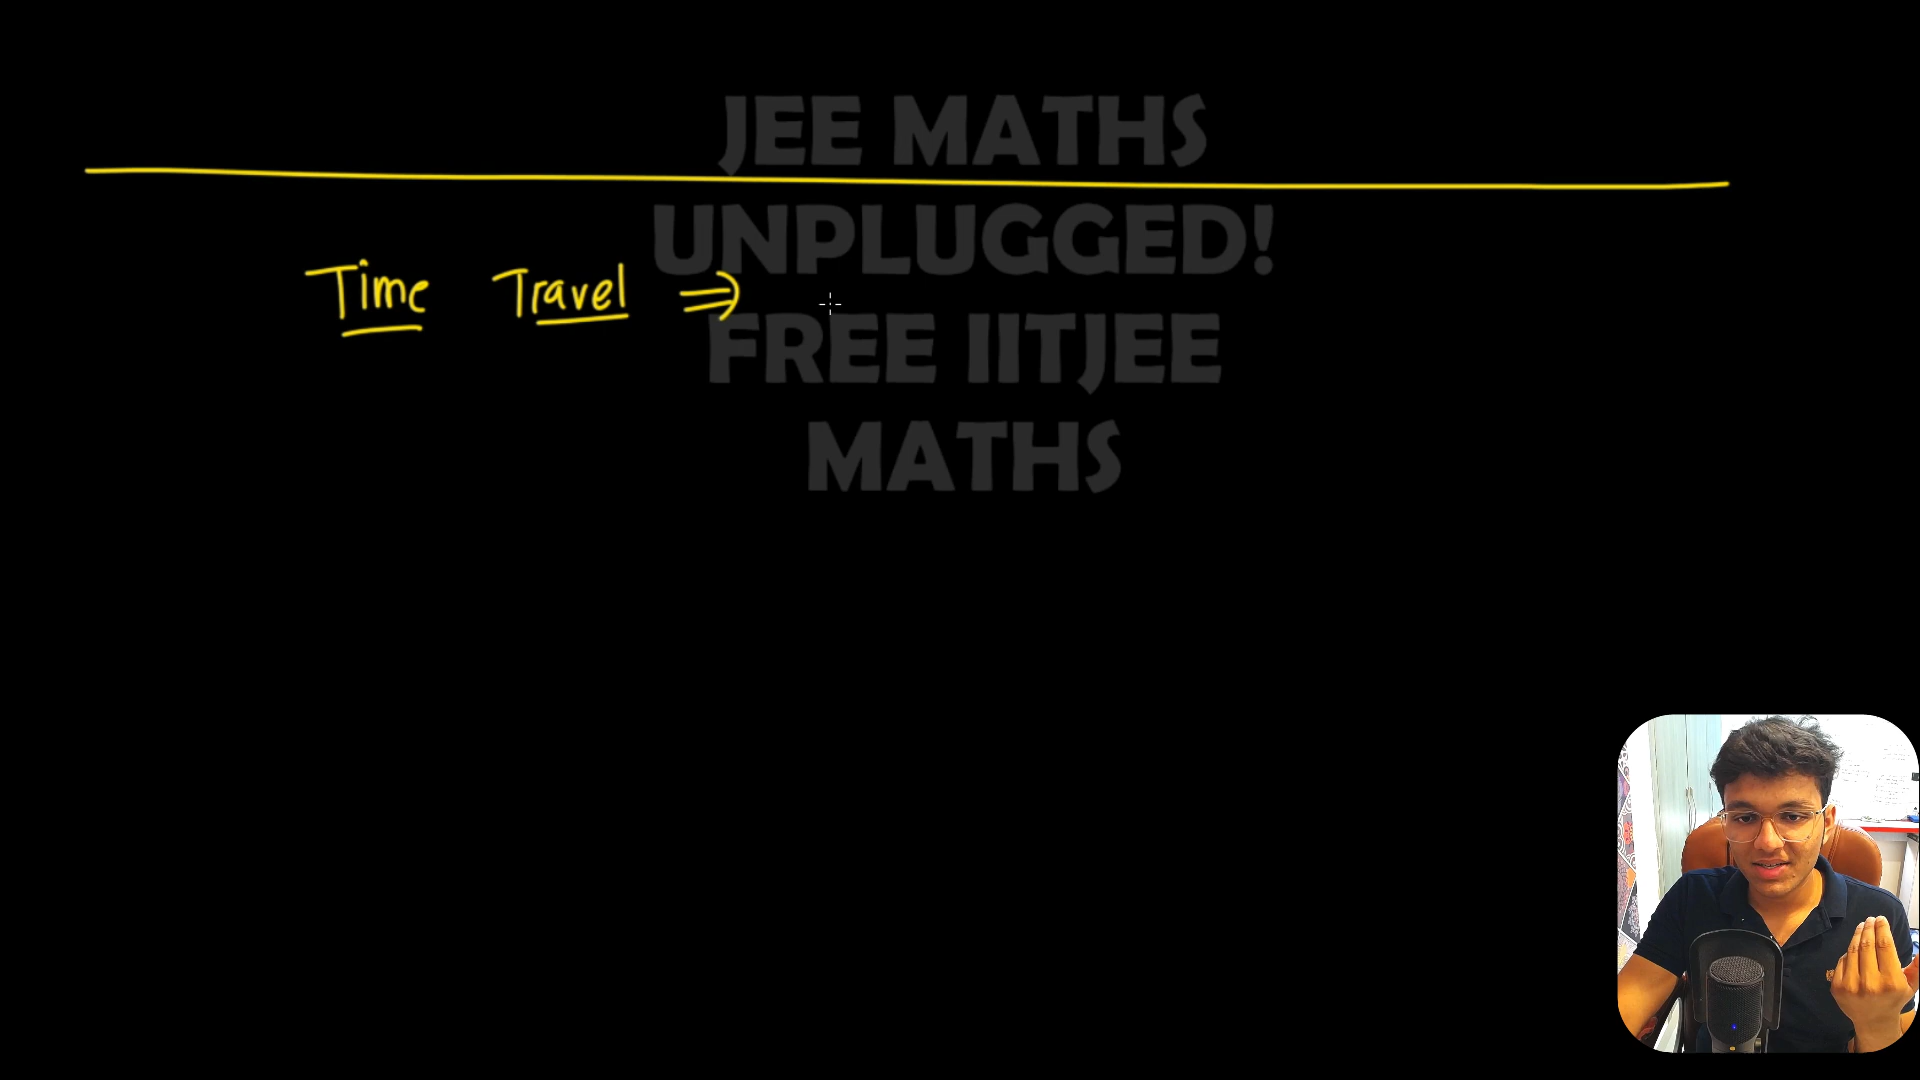 JEE MATHS
UNPLUGGED!
Time Travel ⇒
FREE IITJEE
MATHS